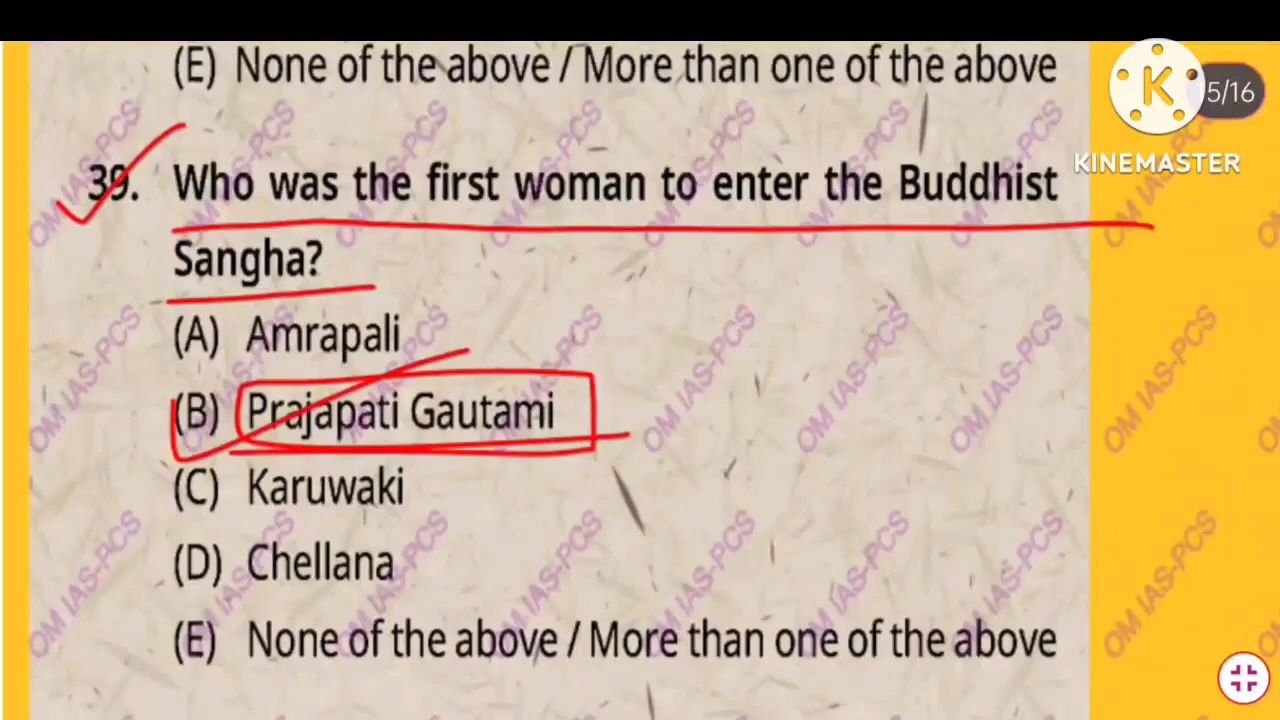 (E) None of the above / More than one of the above
15/16
K
KINEMASTER
39. Who was the first woman to enter the Buddhist
Sangha?
(A) Amrapali
(B) Prajapati Gautami
(C) Karuwaki
(D) Chellana
(E) None of the above / More than one of the above
OM IAS-PCS